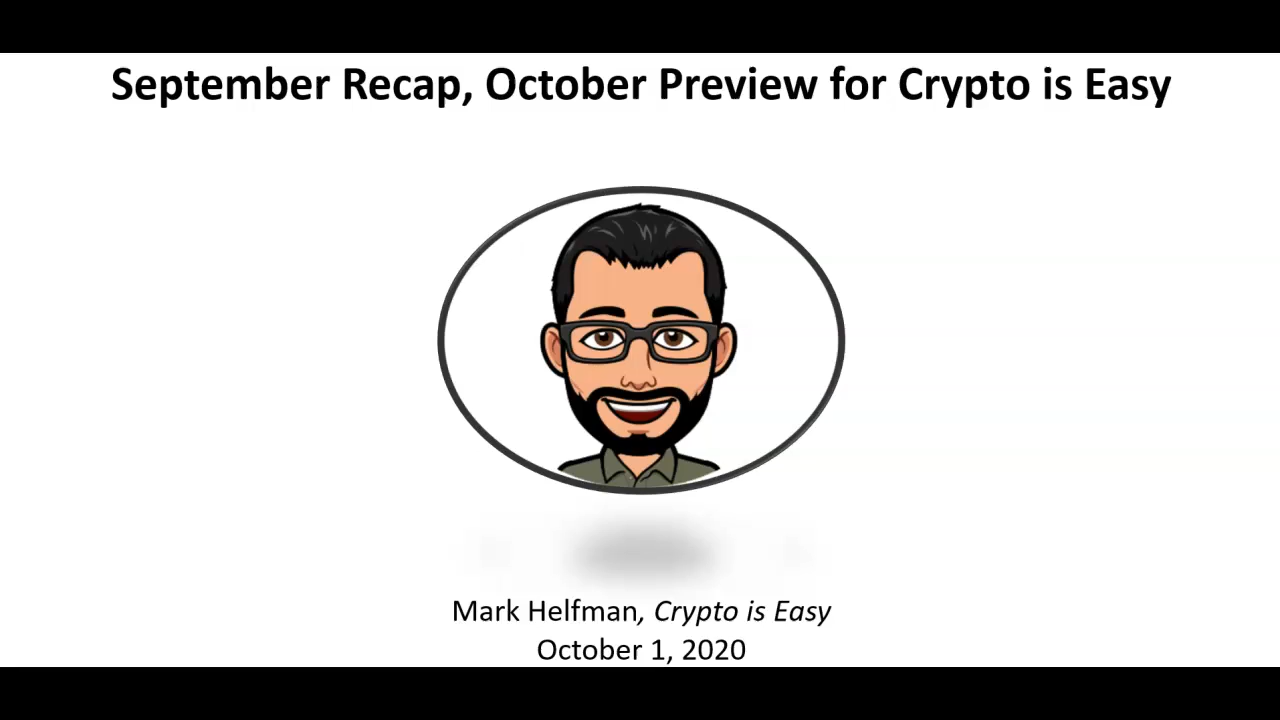 September Recap, October Preview for Crypto is Easy
Mark Helfman, Crypto is Easy
October 1, 2020